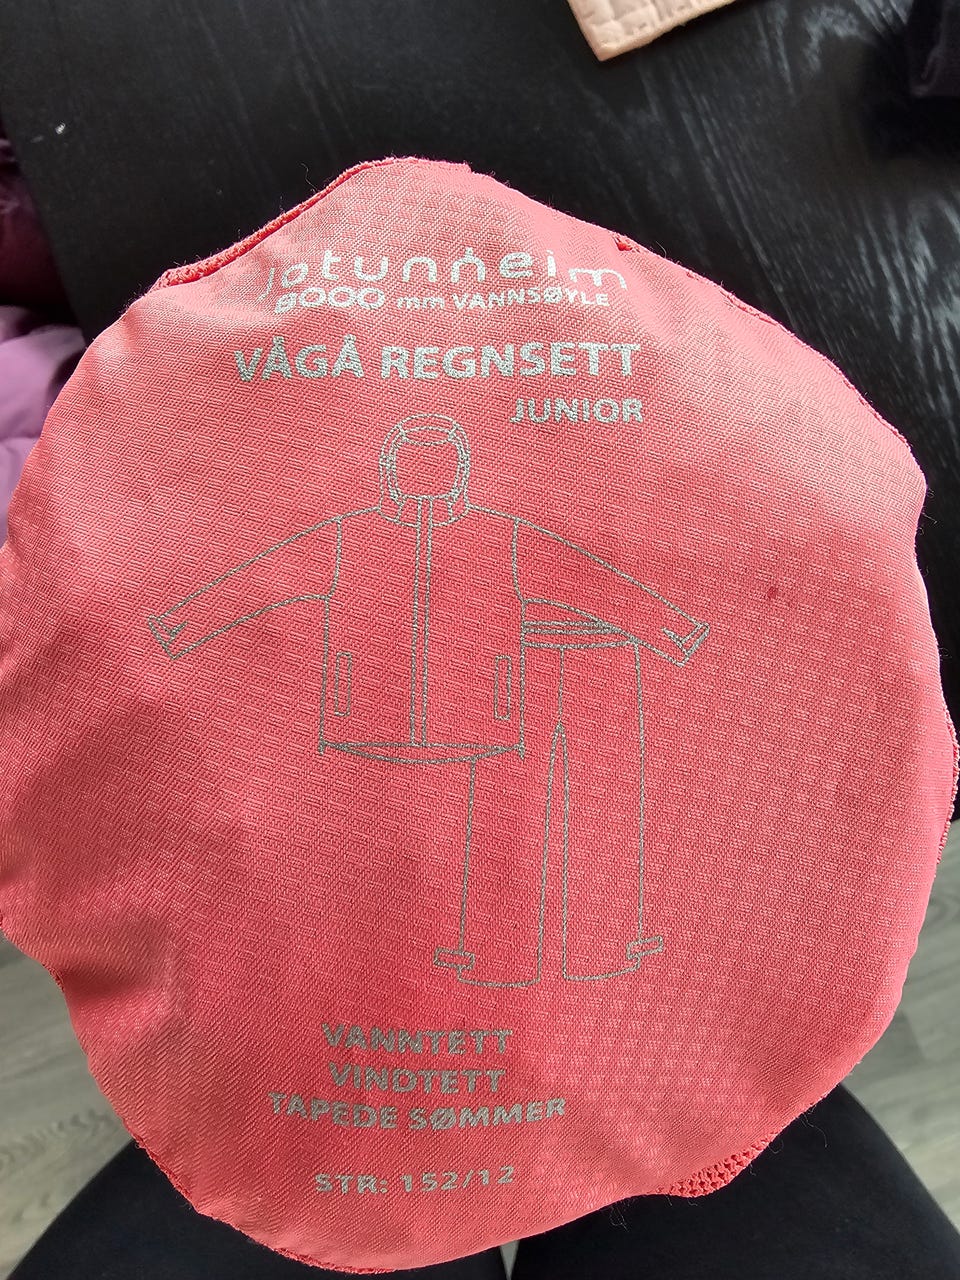 jotunheim
8000 mm VANNSØYLE
VÅGÅ REGNSETT
JUNIOR
VANNTETT
VINDTETT
TAPEDE SØMMER
STR: 152/12